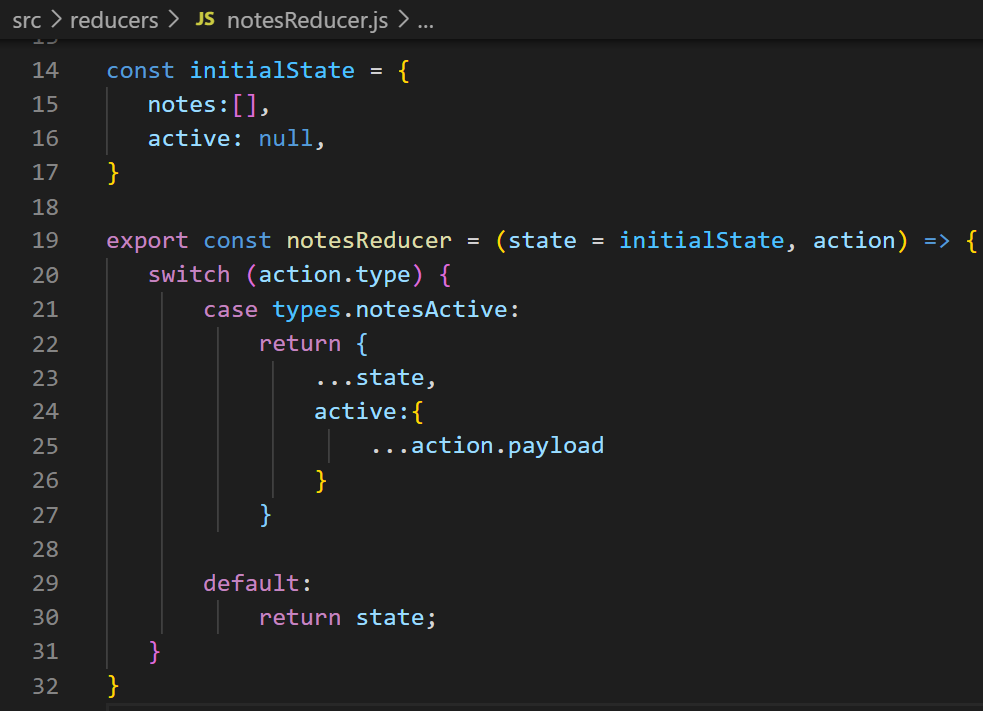 src > reducers > JS notesReducer.js > ...
13
14 const initialState = {
15     notes:[],
16     active: null,
17 }
18
19 export const notesReducer = (state = initialState, action) => {
20     switch (action.type) {
21         case types.notesActive:
22             return {
23                 ...state,
24                 active:{
25                     ...action.payload
26                 }
27             }
28
29         default:
30             return state;
31     }
32 }